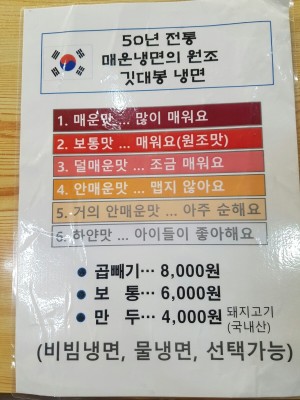 50년 전통
매운냉면의 원조
깃대봉 냉면
1. 매운맛 ... 많이 매워요
2. 보통맛 ... 매워요(원조맛)
3. 덜매운맛 ... 조금 매워요
4. 안매운맛 ... 맵지 않아요
5. 거의 안매운맛 ... 아주 순해요
6. 하얀맛 ... 아이들이 좋아해요
● 곱빼기··· 8,000원
● 보 통··· 6,000원
● 만 두··· 4,000원 돼지고기
(국내산)
(비빔냉면, 물냉면, 선택가능)